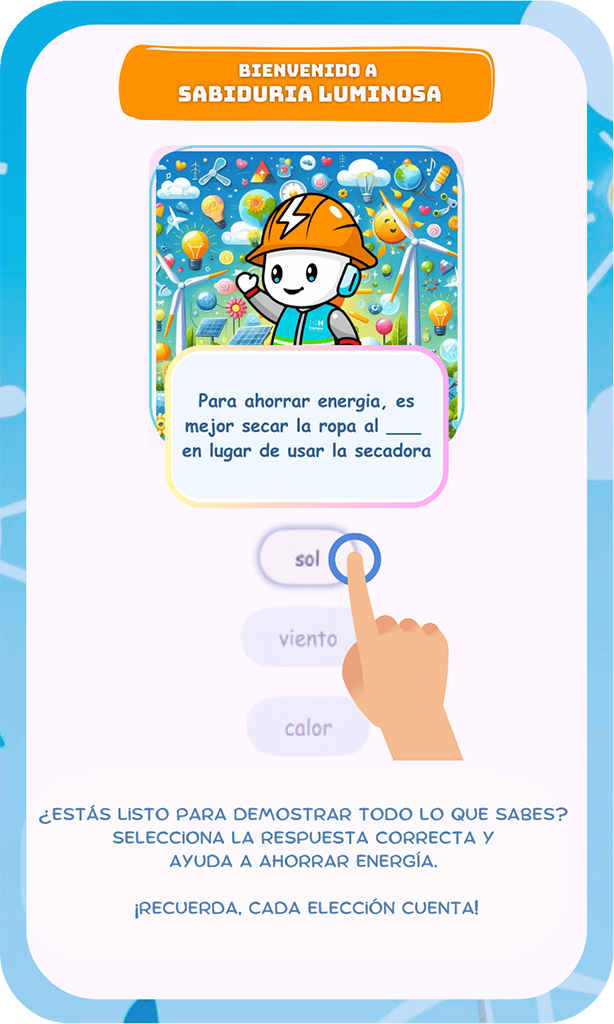 BIENVENIDO A
SABIDURIA LUMINOSA
Para ahorrar energia, es
mejor secar la ropa al ___
en lugar de usar la secadora
sol
viento
calor
¿ESTÁS LISTO PARA DEMOSTRAR TODO LO QUE SABES?
SELECCIONA LA RESPUESTA CORRECTA Y
AYUDA A AHORRAR ENERGÍA.
¡RECUERDA, CADA ELECCIÓN CUENTA!